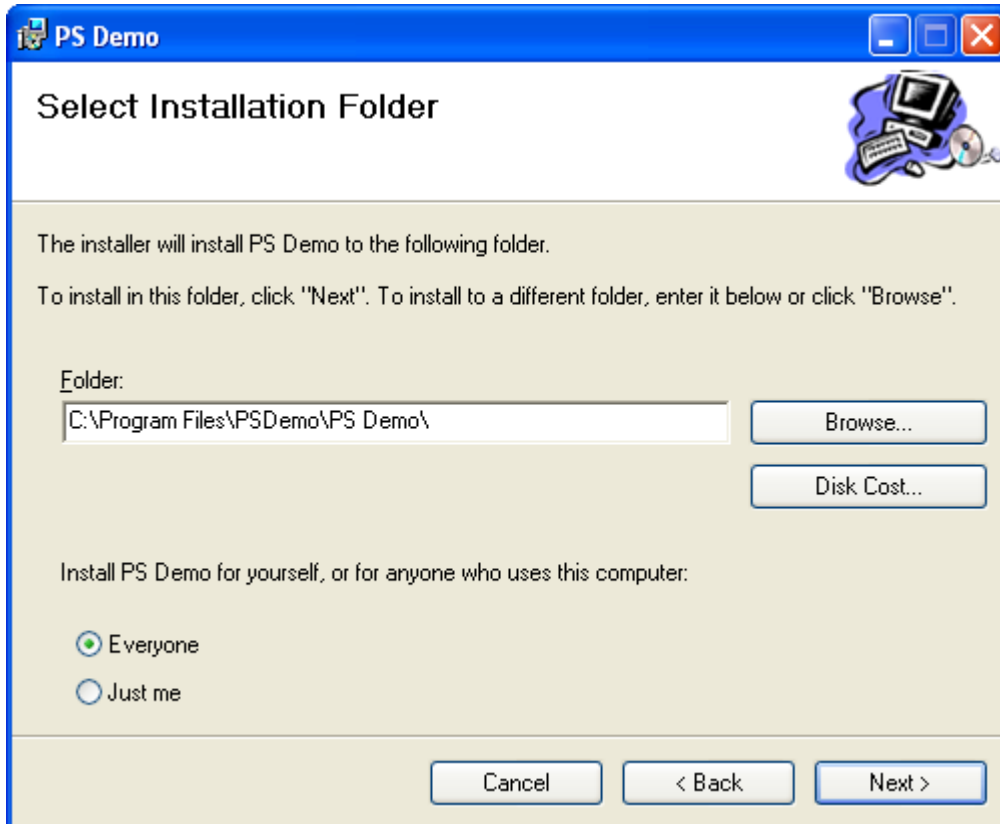 PS Demo
Select Installation Folder
The installer will install PS Demo to the following folder.
To install in this folder, click "Next". To install to a different folder, enter it below or click "Browse".
Folder:
C:\Program Files\PSDemo\PS Demo\
Browse...
Disk Cost...
Install PS Demo for yourself, or for anyone who uses this computer:
Everyone
Just me
Cancel
< Back
Next >